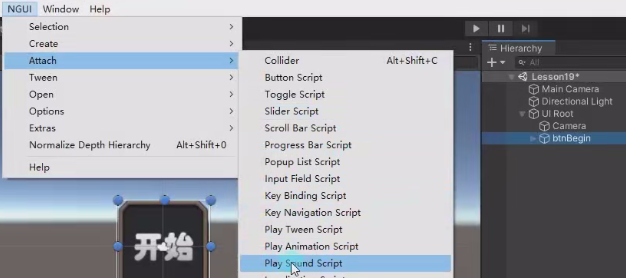 NGUI Window Help
Selection
Create
Attach
Tween
Open
Options
Extras
Normalize Depth Hierarchy Alt+Shift+0
Help
Collider Alt+Shift+C
Button Script
Toggle Script
Slider Script
Scroll Bar Script
Progress Bar Script
Popup List Script
Input Field Script
Key Binding Script
Key Navigation Script
Play Tween Script
Play Animation Script
Play Sound Script
开始
Hierarchy
All
Lesson19*
Main Camera
Directional Light
UI Root
Camera
btnBegin